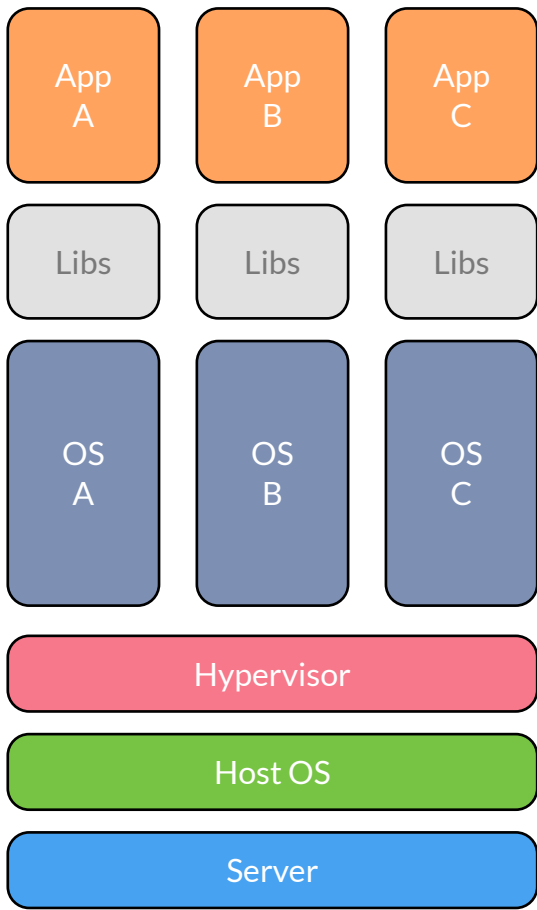 App
A
App
B
App
C
Libs
Libs
Libs
OS
A
OS
B
OS
C
Hypervisor
Host OS
Server